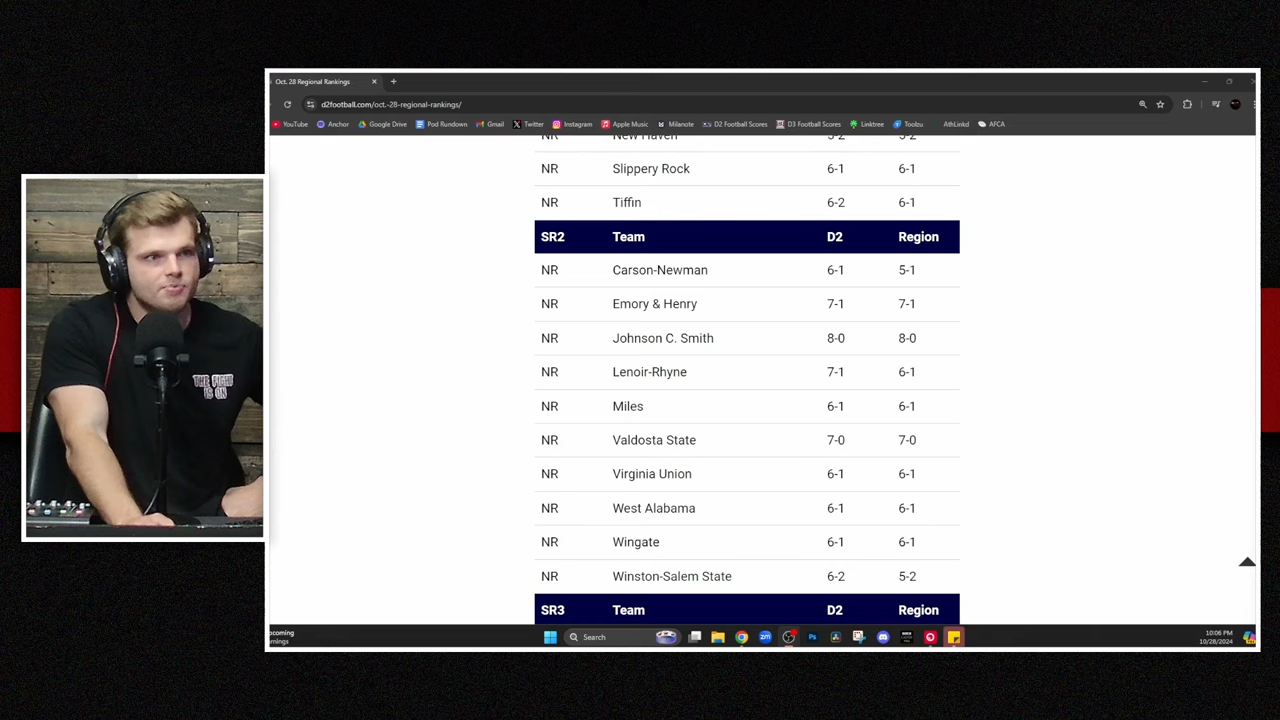 Oct. 28 Regional Rankings
d2football.com/oct.-28-regional-rankings/
YouTube Anchor Google Drive Pod Rundown Gmail Twitter Instagram Apple Music Milanote D2 Football Scores D3 Football Scores Linktree Toolzu AthLinkd AFCA
NR New Haven 5-2 5-2
NR Slippery Rock 6-1 6-1
NR Tiffin 6-2 6-1
SR2 Team D2 Region
NR Carson-Newman 6-1 5-1
NR Emory & Henry 7-1 7-1
NR Johnson C. Smith 8-0 8-0
NR Lenoir-Rhyne 7-1 6-1
NR Miles 6-1 6-1
NR Valdosta State 7-0 7-0
NR Virginia Union 6-1 6-1
NR West Alabama 6-1 6-1
NR Wingate 6-1 6-1
NR Winston-Salem State 6-2 5-2
SR3 Team D2 Region
THE FIGHT
IS ON
Search
10:06 PM
10/28/2024